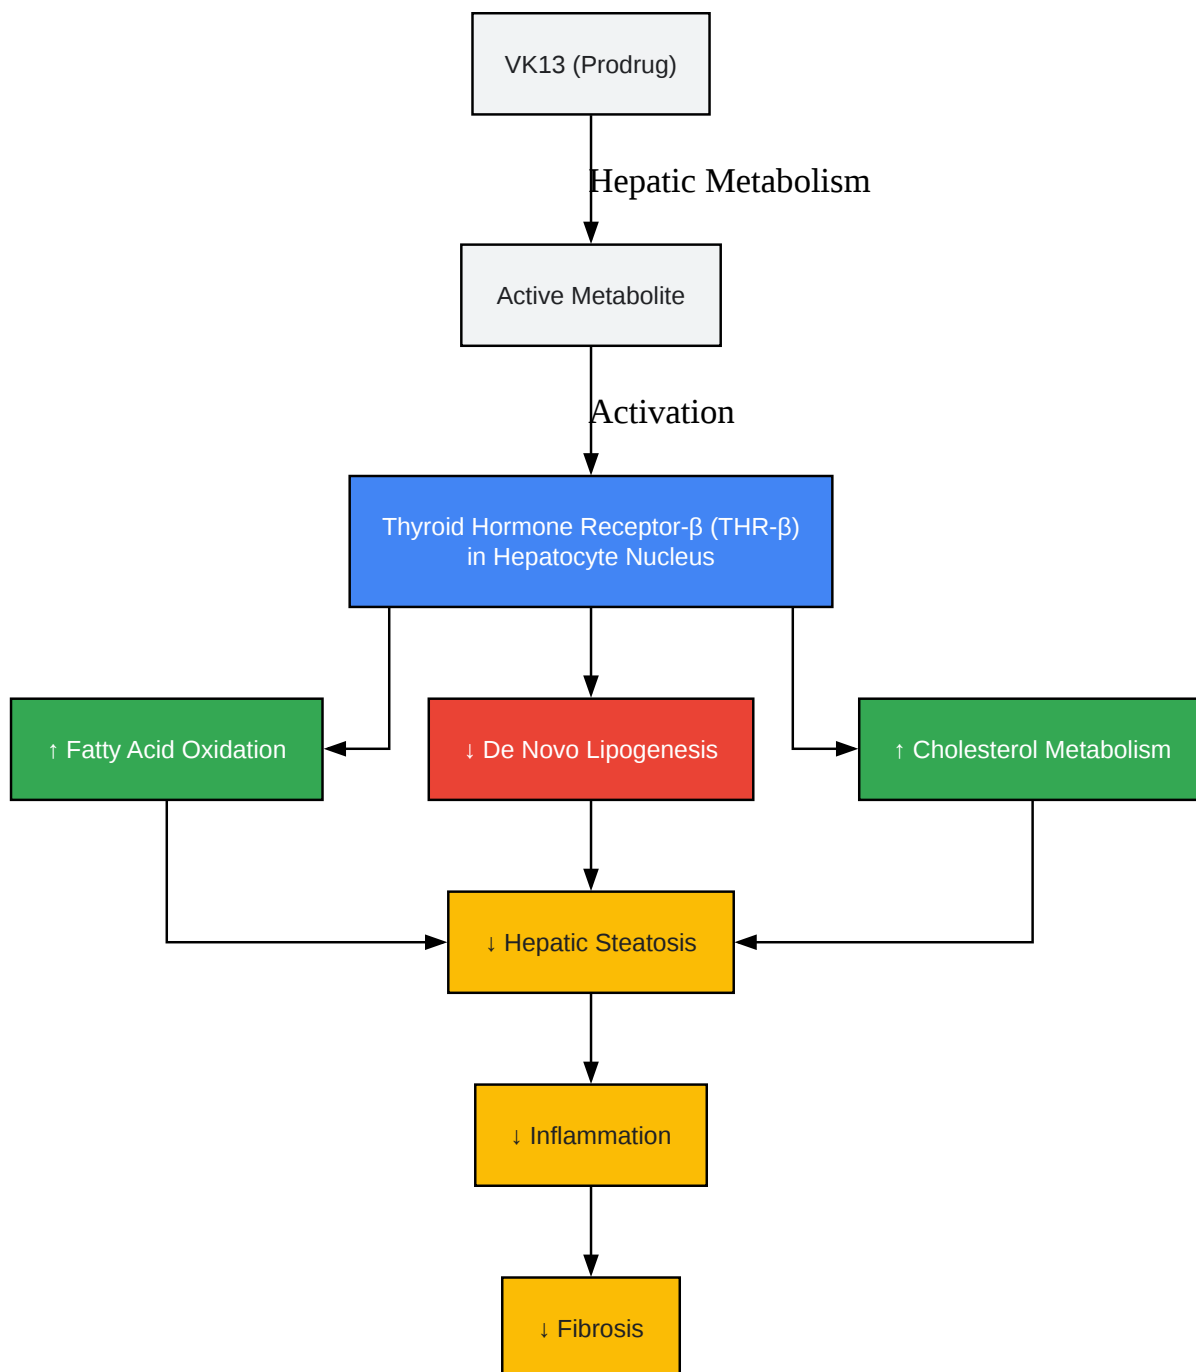 VK13 (Prodrug)
Hepatic Metabolism
Active Metabolite
Activation
Thyroid Hormone Receptor-β (THR-β)
in Hepatocyte Nucleus
↑ Fatty Acid Oxidation
↓ De Novo Lipogenesis
↑ Cholesterol Metabolism
↓ Hepatic Steatosis
↓ Inflammation
↓ Fibrosis